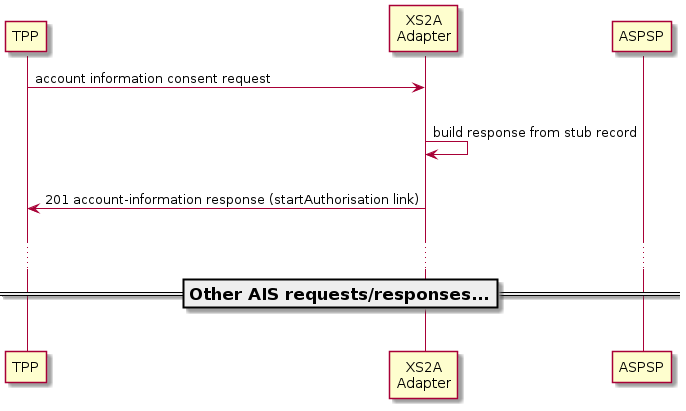 TPP
XS2A
Adapter
ASPSP
account information consent request
build response from stub record
201 account-information response (startAuthorisation link)
Other AIS requests/responses...
TPP
XS2A
Adapter
ASPSP